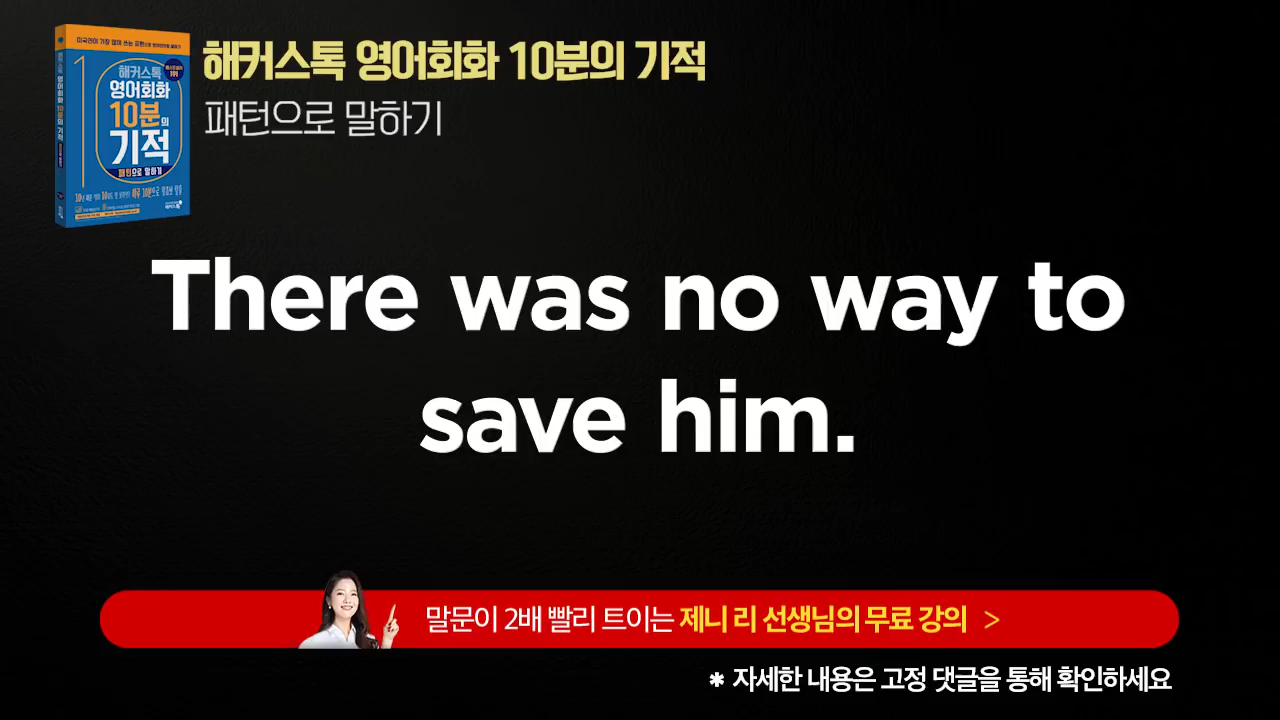 해커스톡 영어회화 10분의 기적
패턴으로 말하기
해커스톡
영어회화
10분의
기적
패턴으로 말하기
There was no way to
save him.
말문이 2배 빨리 트이는 제니 리 선생님의 무료 강의 >
* 자세한 내용은 고정 댓글을 통해 확인하세요